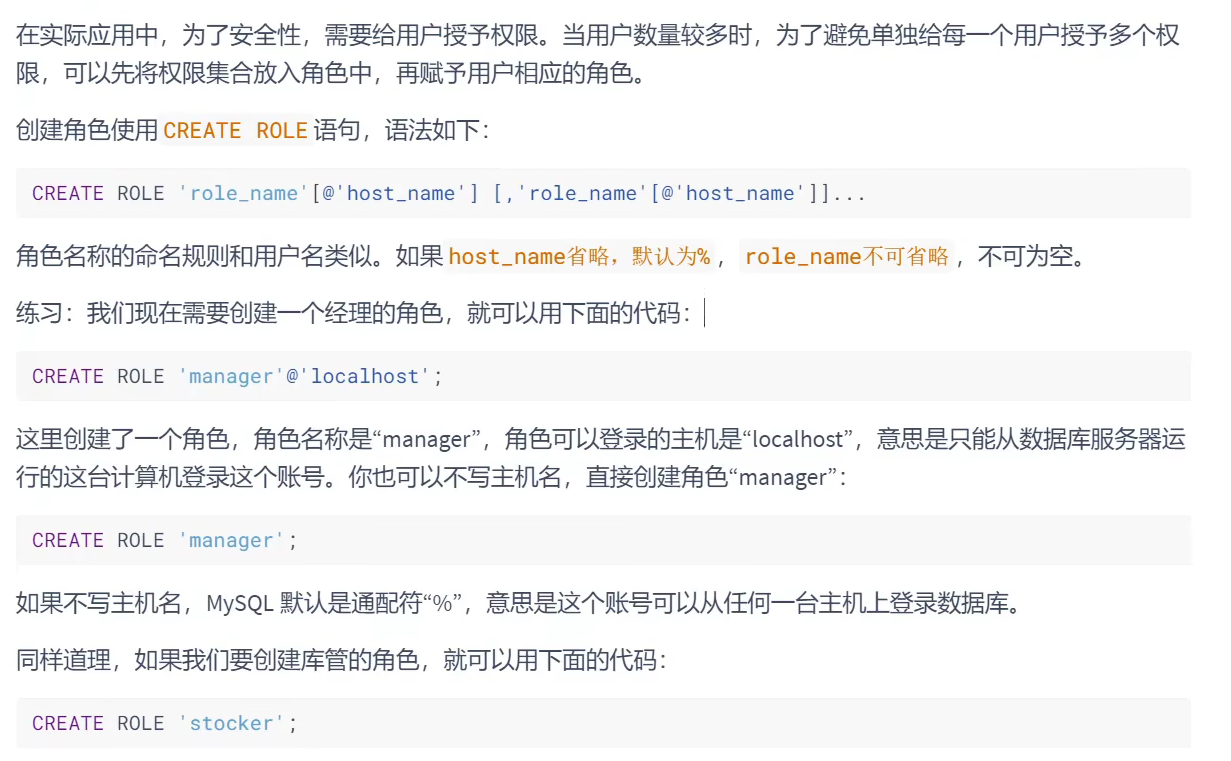 在实际应用中，为了安全性，需要给用户授予权限。当用户数量较多时，为了避免单独给每一个用户授予多个权
限，可以先将权限集合放入角色中，再赋予用户相应的角色。
创建角色使用CREATE ROLE语句，语法如下：
CREATE ROLE 'role_name'[@'host_name'] [,'role_name'[@'host_name']]...
角色名称的命名规则和用户名类似。如果host_name省略，默认为%，role_name不可省略，不可为空。
练习：我们现在需要创建一个经理的角色，就可以用下面的代码：
CREATE ROLE 'manager'@'localhost';
这里创建了一个角色，角色名称是“manager”，角色可以登录的主机是“localhost”，意思是只能从数据库服务器运
行的这台计算机登录这个账号。你也可以不写主机名，直接创建角色“manager”：
CREATE ROLE 'manager';
如果不写主机名，MySQL 默认是通配符“%”，意思是这个账号可以从任何一台主机上登录数据库。
同样道理，如果我们要创建库管的角色，就可以用下面的代码：
CREATE ROLE 'stocker';